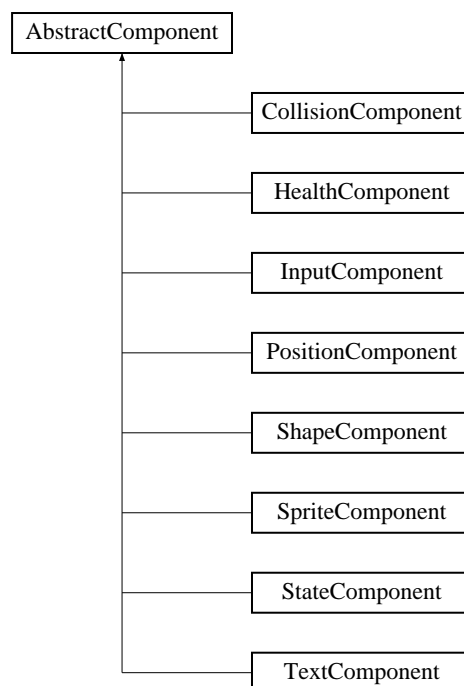 AbstractComponent
CollisionComponent
HealthComponent
InputComponent
PositionComponent
ShapeComponent
SpriteComponent
StateComponent
TextComponent